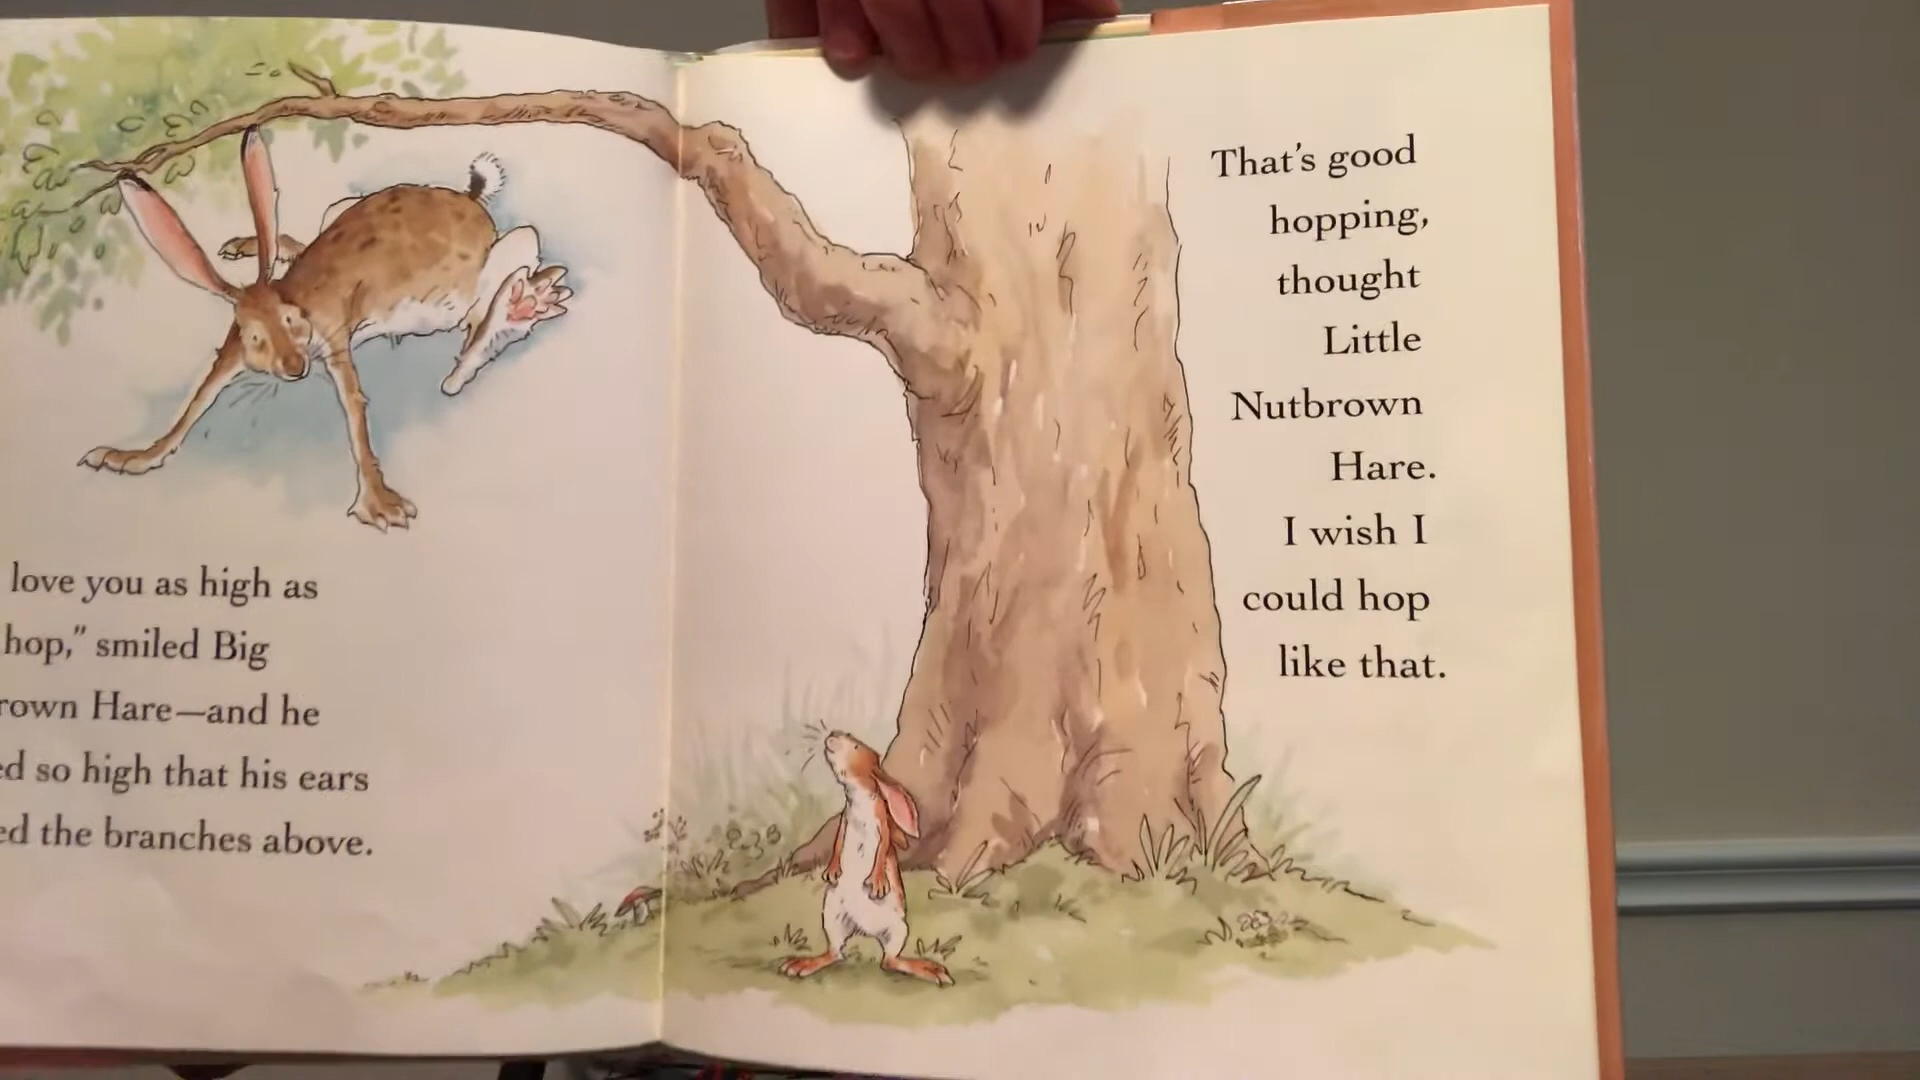 love you as high as
hop," smiled Big
rown Hare—and he
ed so high that his ears
ed the branches above.
That's good
hopping,
thought
Little
Nutbrown
Hare.
I wish I
could hop
like that.